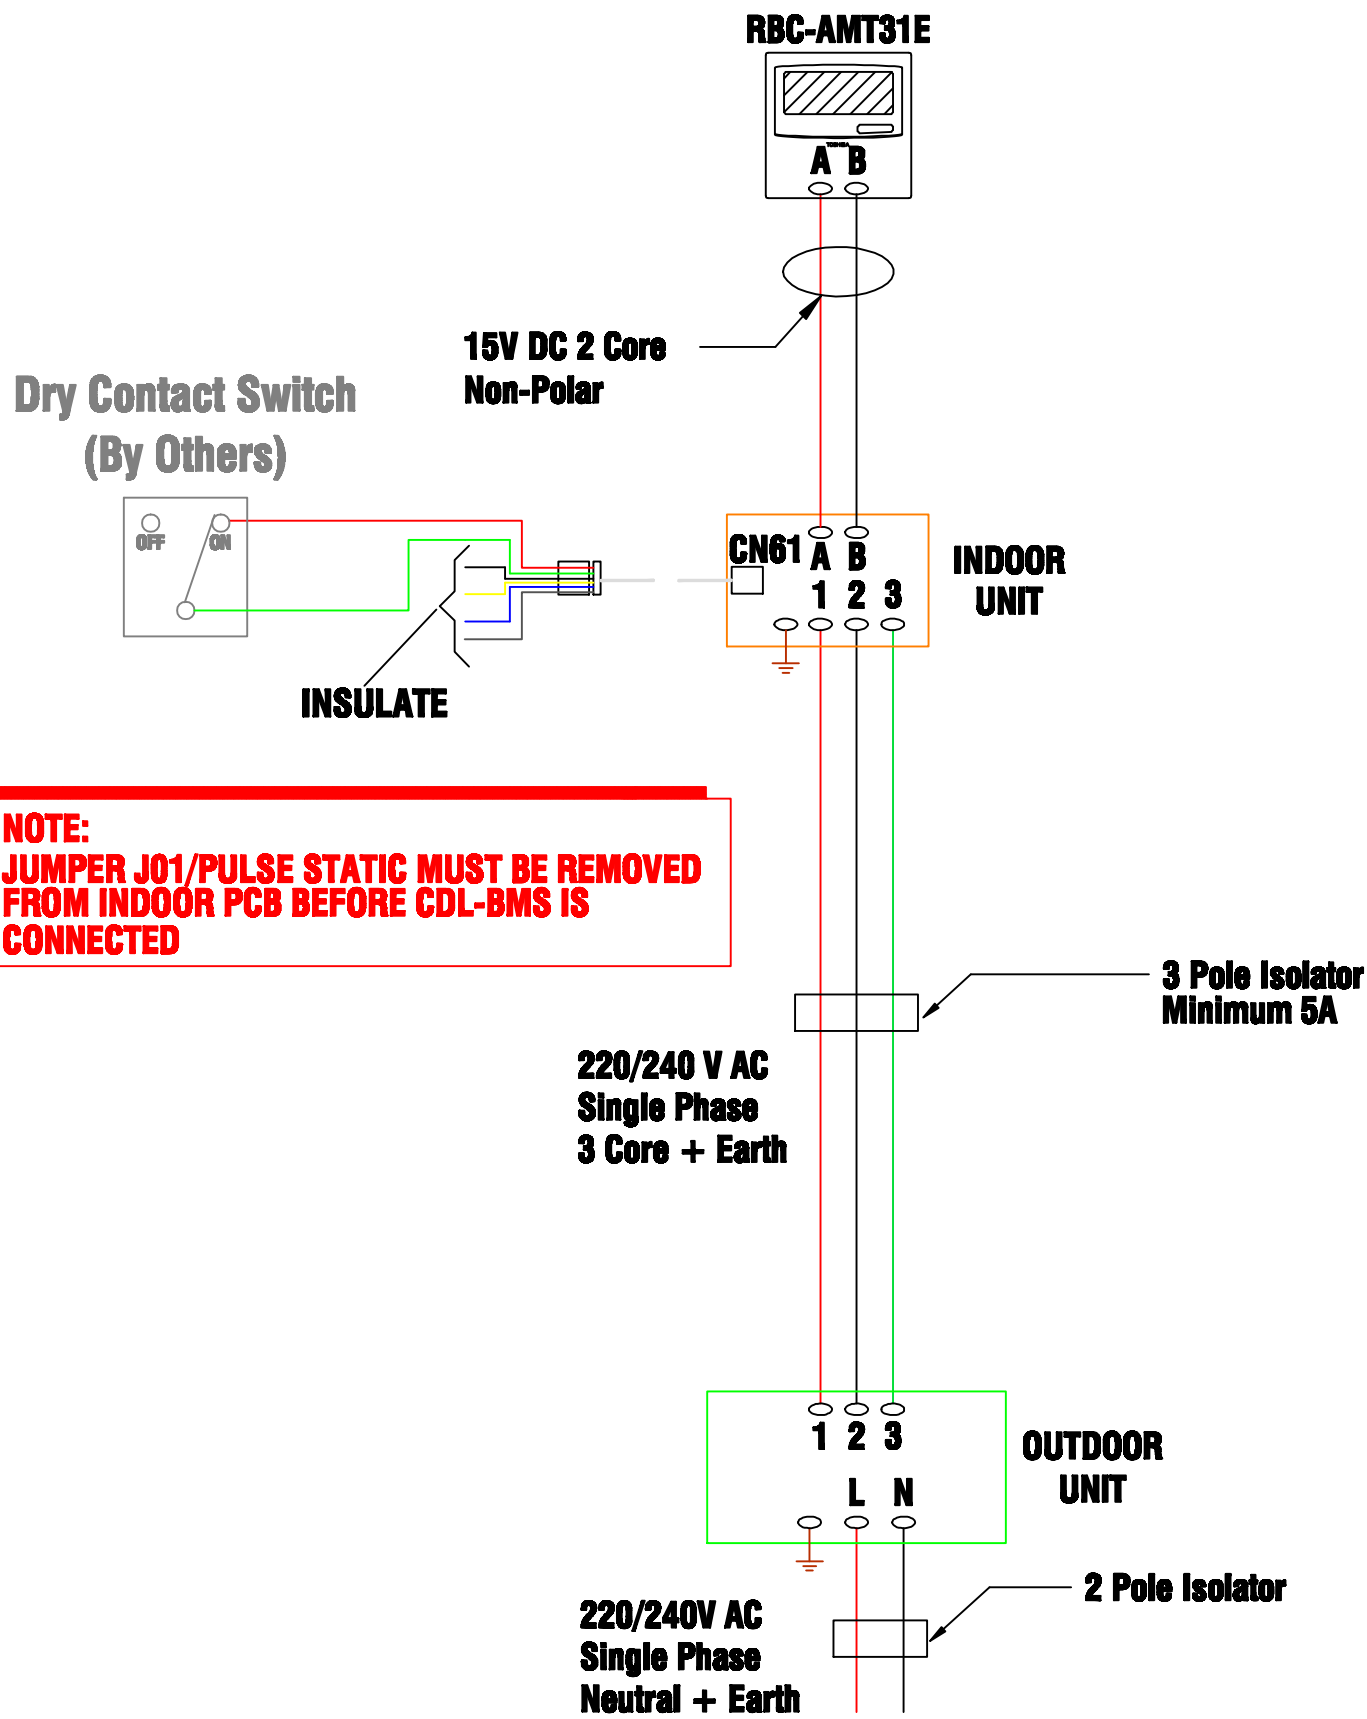 RBC-AMT31E
TOSHIBA
A B
15V DC 2 Core
Non-Polar
Dry Contact Switch
(By Others)
OFF ON
CN61 A B
1 2 3
INDOOR
UNIT
INSULATE
NOTE:
JUMPER J01/PULSE STATIC MUST BE REMOVED
FROM INDOOR PCB BEFORE CDL-BMS IS
CONNECTED
3 Pole Isolator
Minimum 5A
220/240 V AC
Single Phase
3 Core + Earth
1 2 3
L N
OUTDOOR
UNIT
2 Pole Isolator
220/240V AC
Single Phase
Neutral + Earth